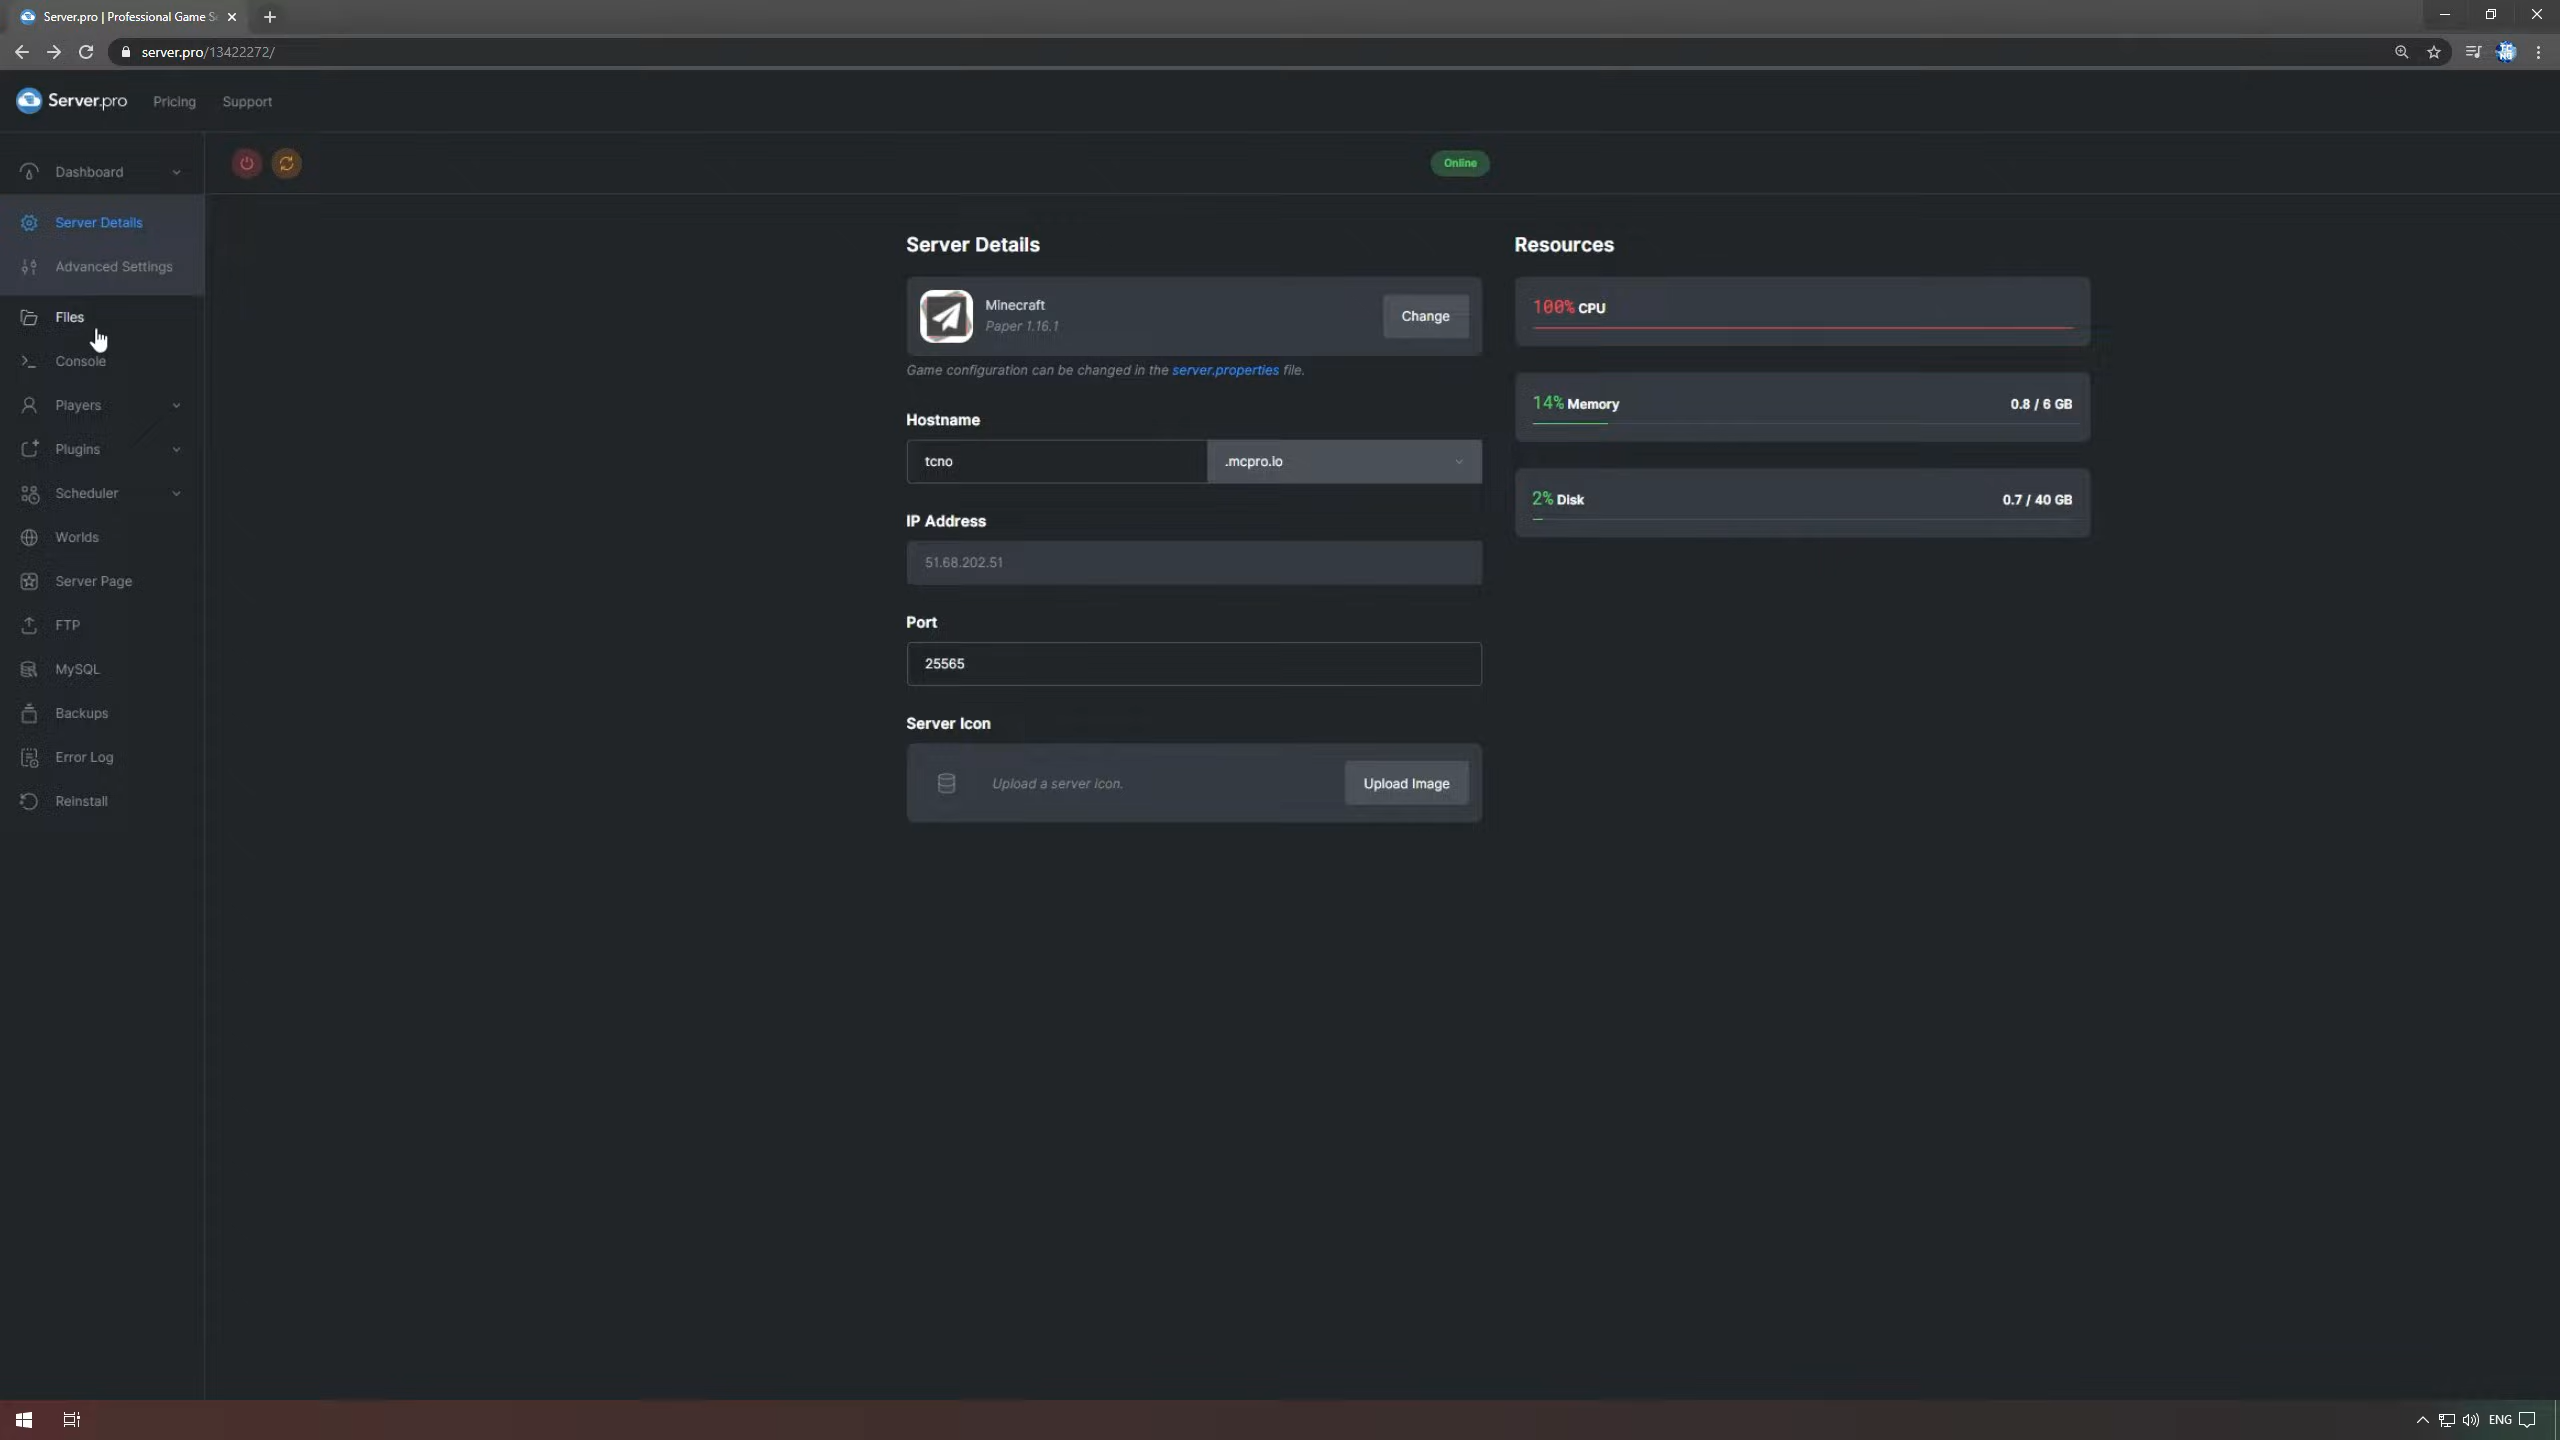 Server.pro | Professional Game S
server.pro/13422272/
Server.pro
Pricing
Support
Dashboard
Online
Server Details
Advanced Settings
Files
Console
Players
Plugins
Scheduler
Worlds
Server Page
FTP
MySQL
Backups
Error Log
Reinstall
Server Details
Minecraft
Paper 1.16.1
Change
Game configuration can be changed in the server.properties file.
Hostname
tcno
.mcpro.io
IP Address
51.68.202.51
Port
25565
Server Icon
Upload a server icon.
Upload Image
Resources
100% CPU
14% Memory
0.8 / 6 GB
2% Disk
0.7 / 40 GB
ENG